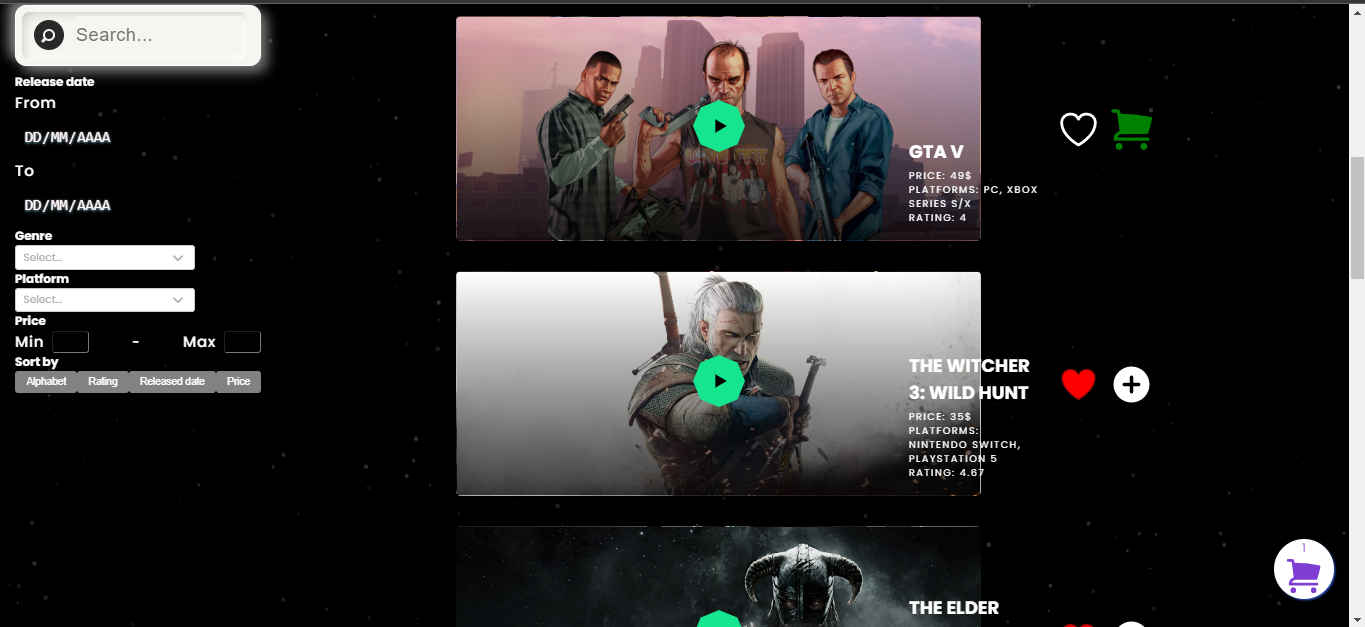 Search...
Release date
From
DD/MM/AAAA
To
DD/MM/AAAA
Genre
Select...
Platform
Select...
Price
Min - Max
Sort by
Alphabet Rating Released date Price
GTA V
PRICE: 49$
PLATFORMS: PC, XBOX
SERIES S/X
RATING: 4
THE WITCHER
3: WILD HUNT
PRICE: 35$
PLATFORMS:
NINTENDO SWITCH,
PLAYSTATION 5
RATING: 4.67
THE ELDER
1